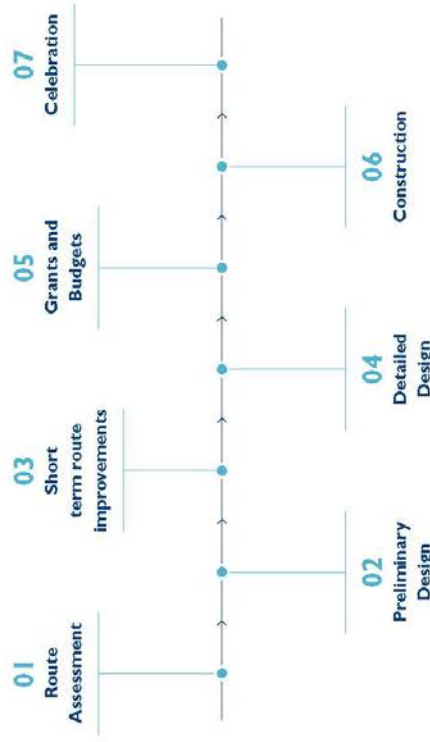 01
Route
Assessment
02
Preliminary
Design
03
Short
term route
improvements
04
Detailed
Design
05
Grants and
Budgets
06
Construction
07
Celebration